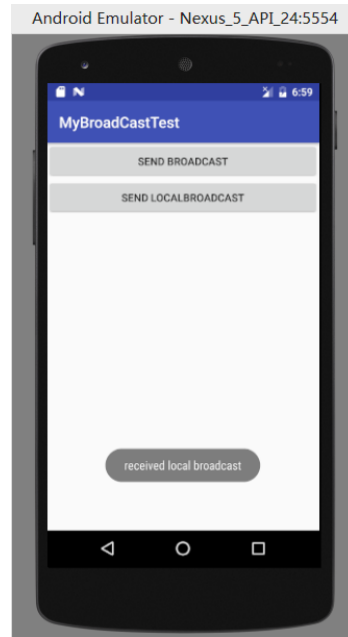 Android Emulator - Nexus_5_API_24:5554
6:59
MyBroadCastTest
SEND BROADCAST
SEND LOCALBROADCAST
received local broadcast